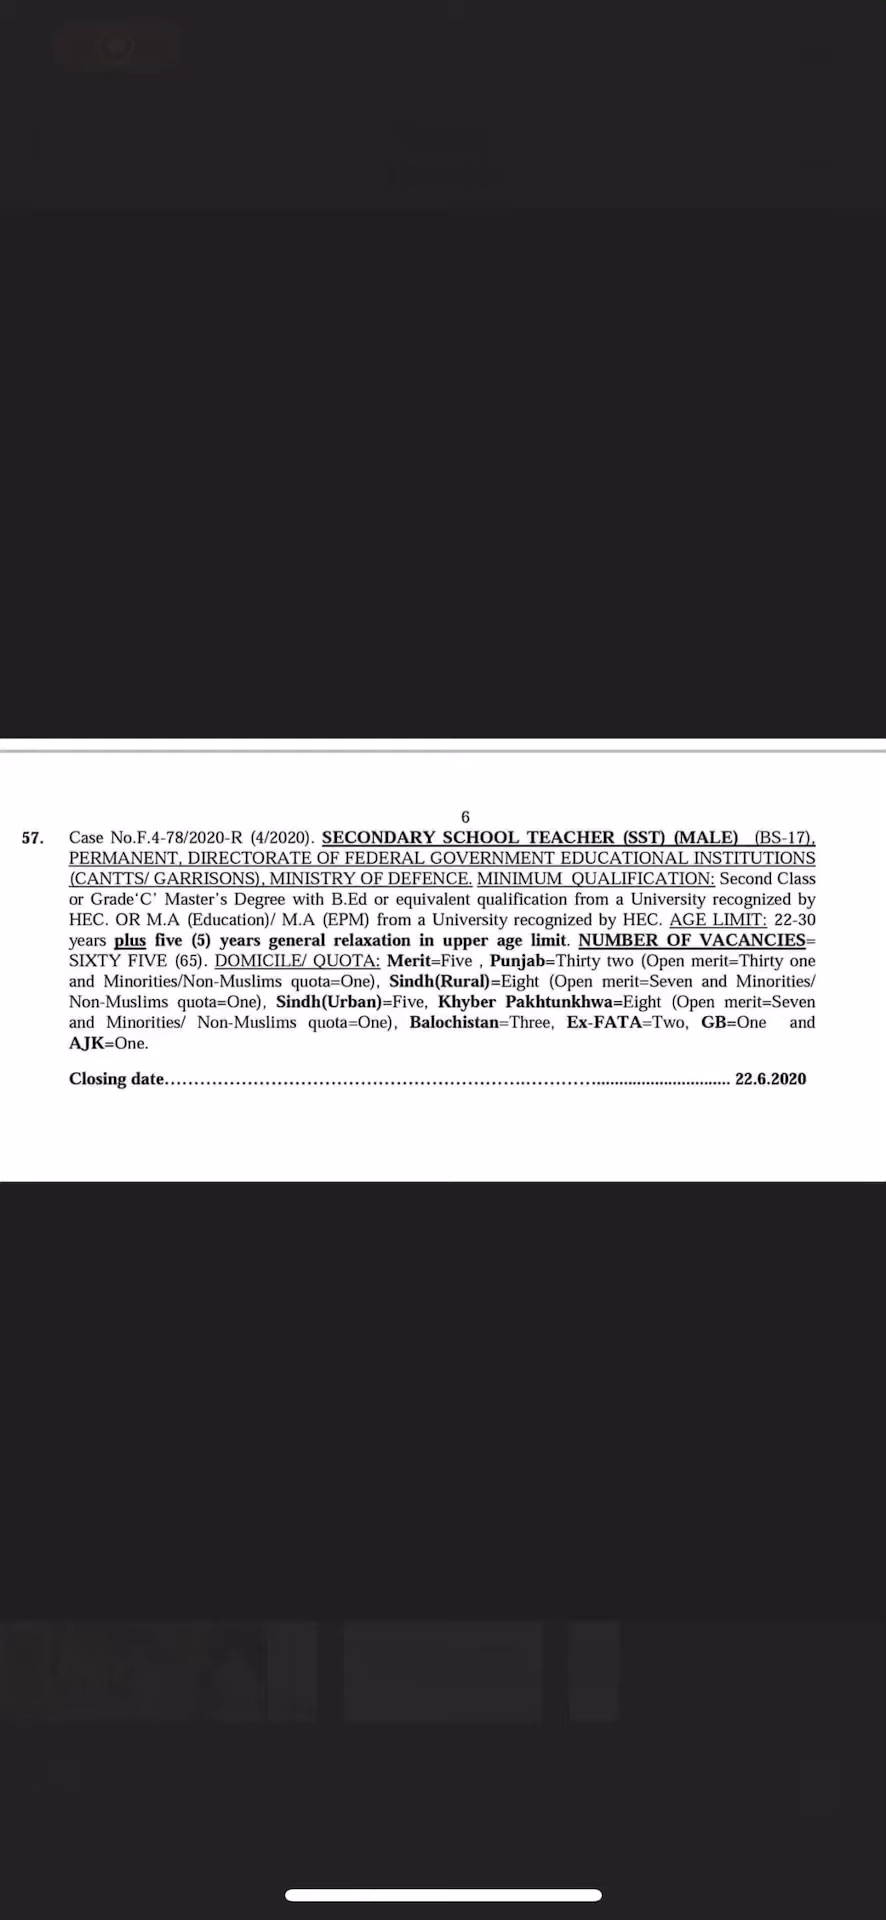 6
57. Case No.F.4-78/2020-R (4/2020). SECONDARY SCHOOL TEACHER (SST) (MALE) (BS-17),
PERMANENT, DIRECTORATE OF FEDERAL GOVERNMENT EDUCATIONAL INSTITUTIONS
(CANTTS/ GARRISONS), MINISTRY OF DEFENCE. MINIMUM QUALIFICATION: Second Class
or Grade‘C’ Master's Degree with B.Ed or equivalent qualification from a University recognized by
HEC. OR M.A (Education)/ M.A (EPM) from a University recognized by HEC. AGE LIMIT: 22-30
years plus five (5) years general relaxation in upper age limit. NUMBER OF VACANCIES=
SIXTY FIVE (65). DOMICILE/ QUOTA: Merit=Five , Punjab=Thirty two (Open merit=Thirty one
and Minorities/Non-Muslims quota=One), Sindh(Rural)=Eight (Open merit=Seven and Minorities/
Non-Muslims quota=One), Sindh(Urban)=Five, Khyber Pakhtunkhwa=Eight (Open merit=Seven
and Minorities/ Non-Muslims quota=One), Balochistan=Three, Ex-FATA=Two, GB=One and
AJK=One.
Closing date................................................................................................ 22.6.2020